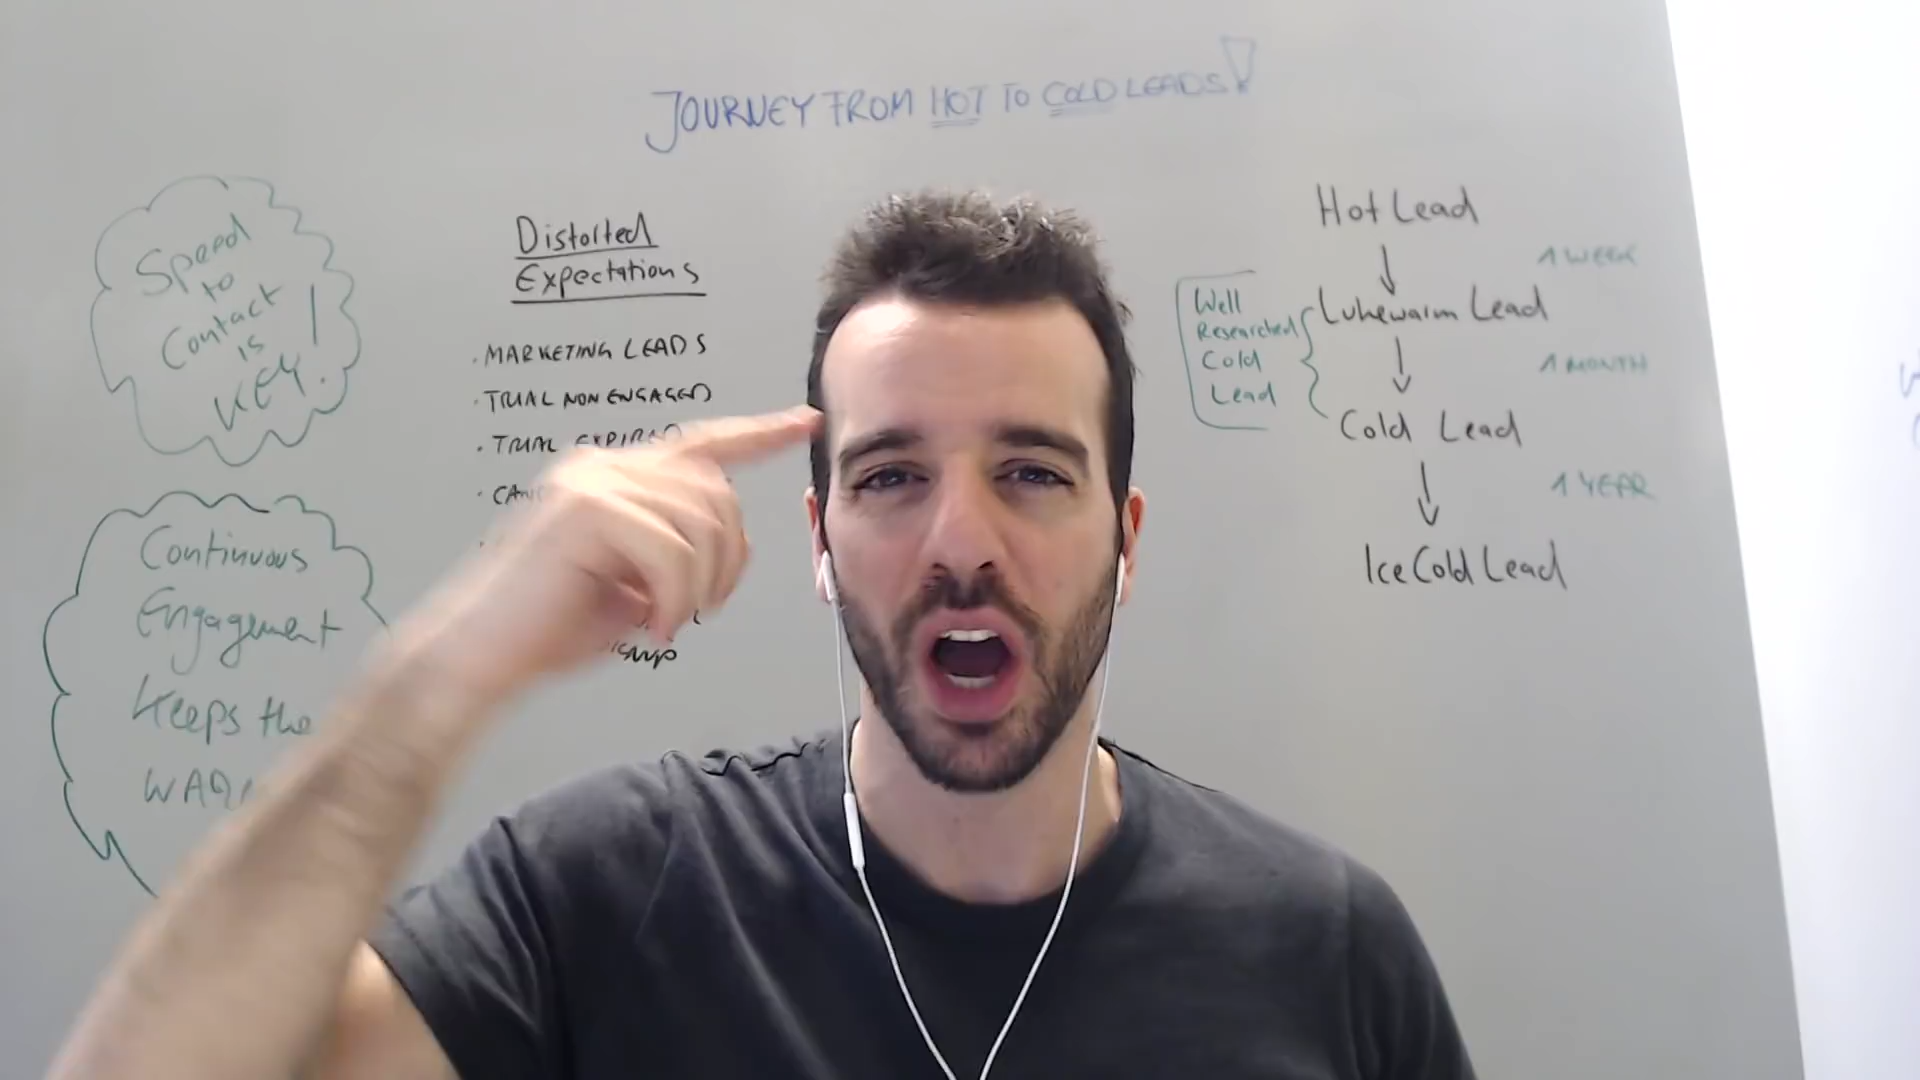 JOURNEY FROM HOT TO COLD LEADS!
Speed
to
Contact
is
KEY!
Continuous
Engagement
Keeps the
Distorted
Expectations
· MARKETING LEADS
· TRIAL NON ENGAGED
· TRIAL EXPIRED
Hot Lead
1 WEEK
Lukewarm Lead
1 MONTH
Cold Lead
1 YEAR
Ice Cold Lead
Well
Researched
Cold
Lead